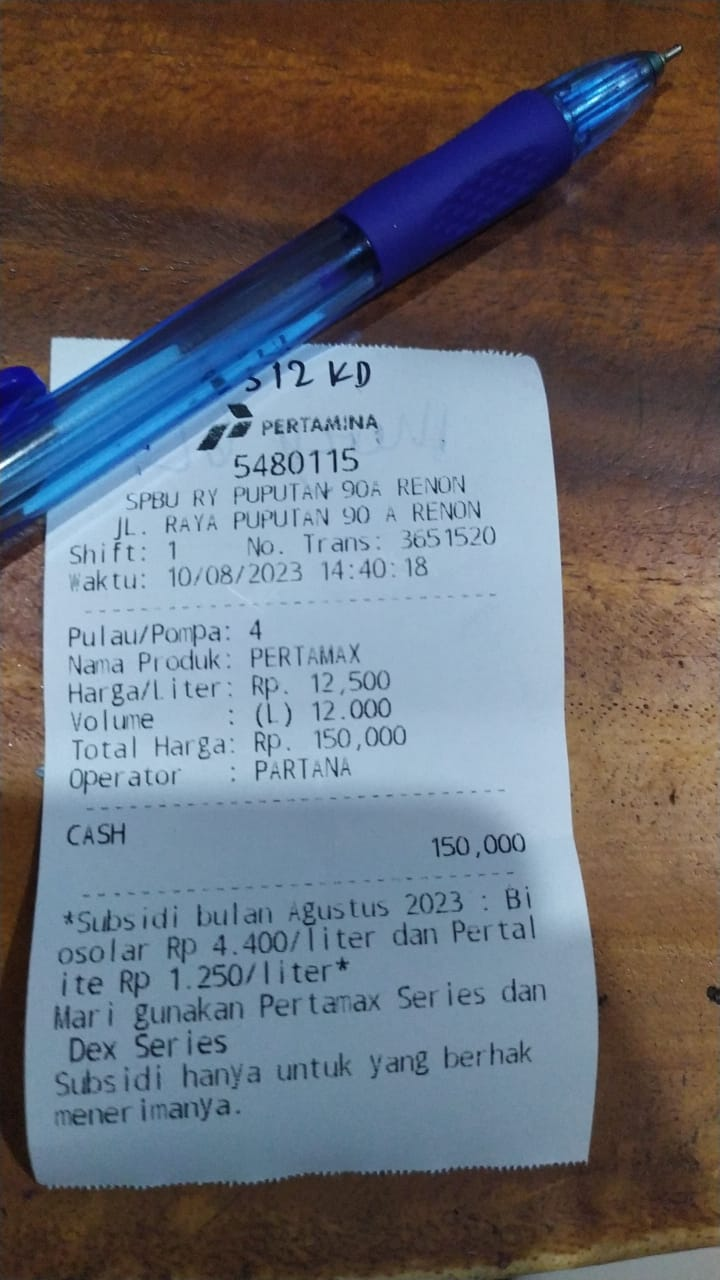 312 KD
PERTAMINA
5480115
SPBU RY PUPUTAN 90A RENON
JL. RAYA PUPUTAN 90 A RENON
Shift: 1 No. Trans: 3651520
Waktu: 10/08/2023 14:40:18
Pulau/Pompa: 4
Nama Produk: PERTAMAX
Harga/Liter: Rp. 12,500
Volume : (L) 12.000
Total Harga: Rp. 150,000
Operator : PARTANA
CASH
150,000
*Subsidi bulan Agustus 2023 : Bi
osolar Rp 4.400/liter dan Pertal
ite Rp 1.250/liter*
Mari gunakan Pertamax Series dan
Dex Series
Subsidi hanya untuk yang berhak
menerimanya.